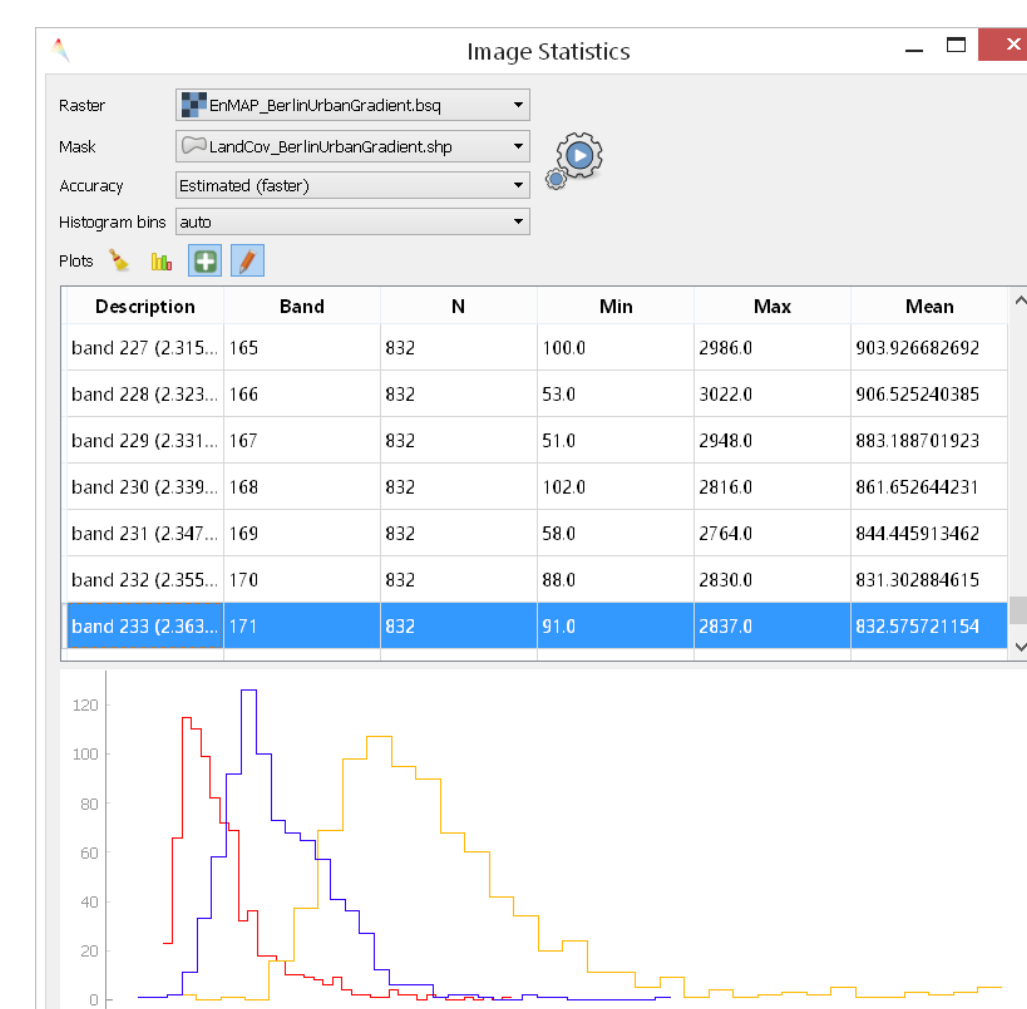 Image Statistics
Raster EnMAP_BerlinUrbanGradient.bsq
Mask LandCov_BerlinUrbanGradient.shp
Accuracy Estimated (faster)
Histogram bins auto
Plots
Description Band N Min Max Mean
band 227 (2.315... 165 832 100.0 2986.0 903.926682692
band 228 (2.323... 166 832 53.0 3022.0 906.525240385
band 229 (2.331... 167 832 51.0 2948.0 883.188701923
band 230 (2.339... 168 832 102.0 2816.0 861.652644231
band 231 (2.347... 169 832 58.0 2764.0 844.445913462
band 232 (2.355... 170 832 88.0 2830.0 831.302884615
band 233 (2.363... 171 832 91.0 2837.0 832.575721154
120
100
80
60
40
20
0